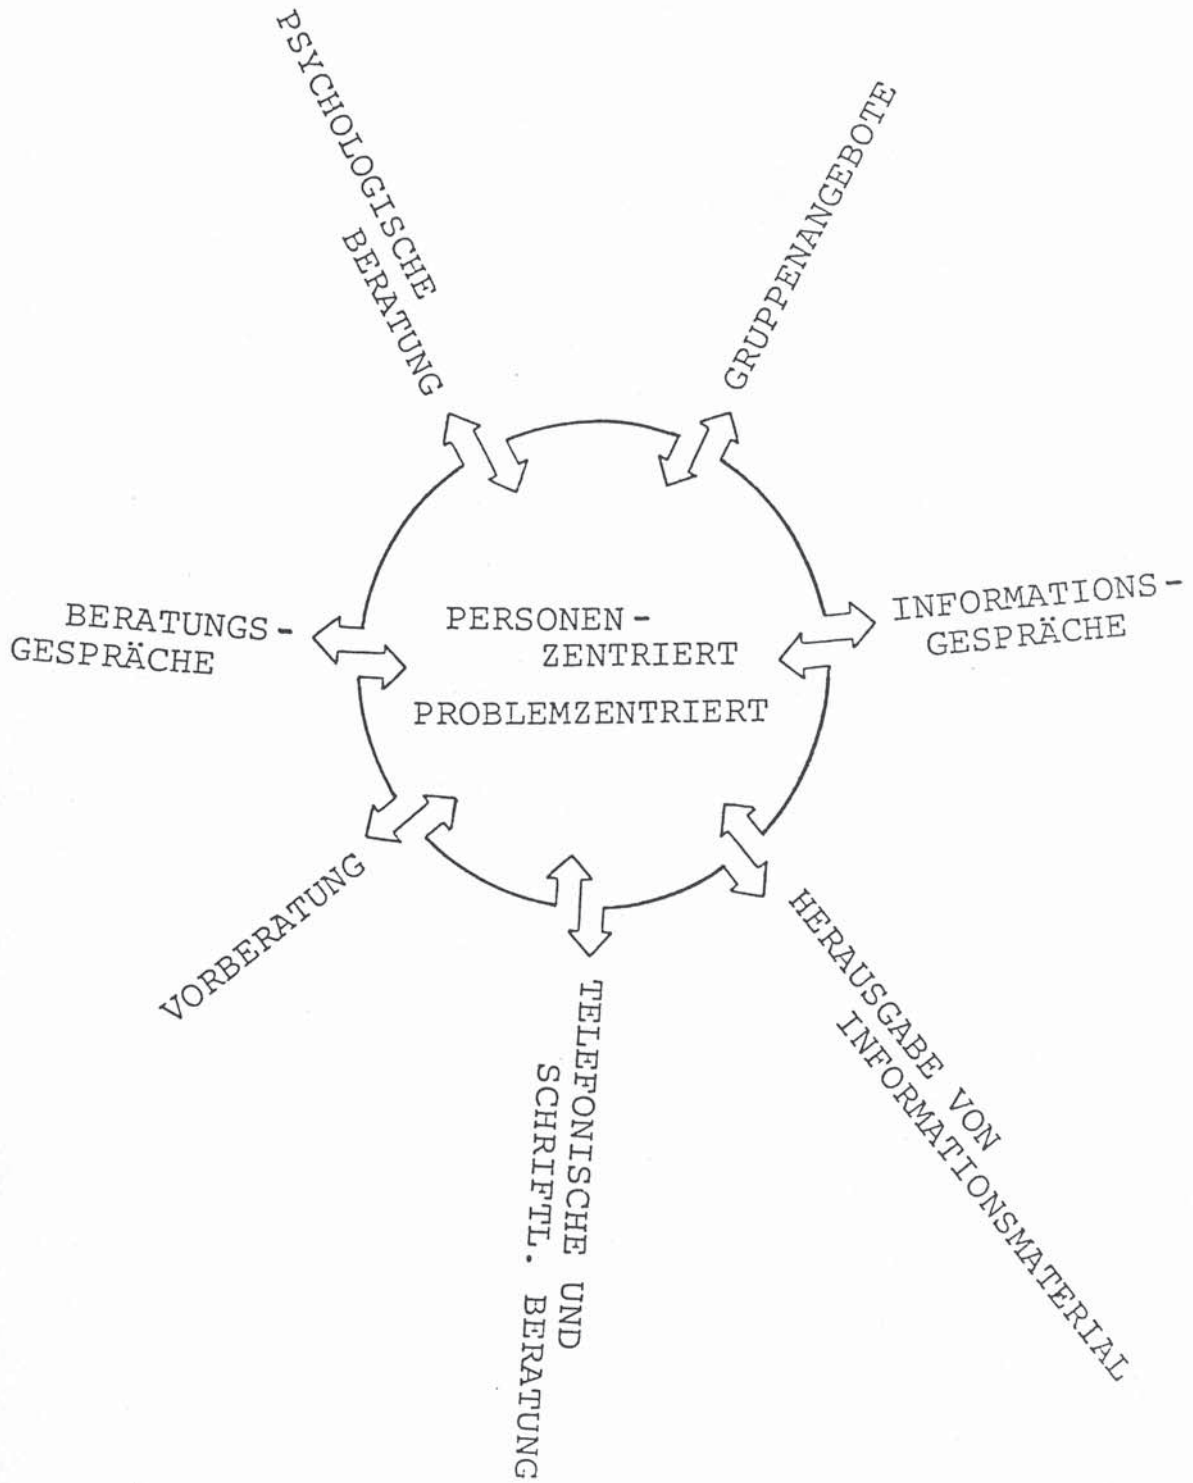 PSYCHOLOGISCHE
BERATUNG
GRUPPENANGEBOTE
INFORMATIONS-
GESPRÄCHE
HERAUSGABE VON
INFORMATIONSMATERIAL
TELEFONISCHE UND
SCHRIFTL. BERATUNG
VORBERATUNG
BERATUNGS-
GESPRÄCHE
PERSONEN-
ZENTRIERT
PROBLEMZENTRIERT